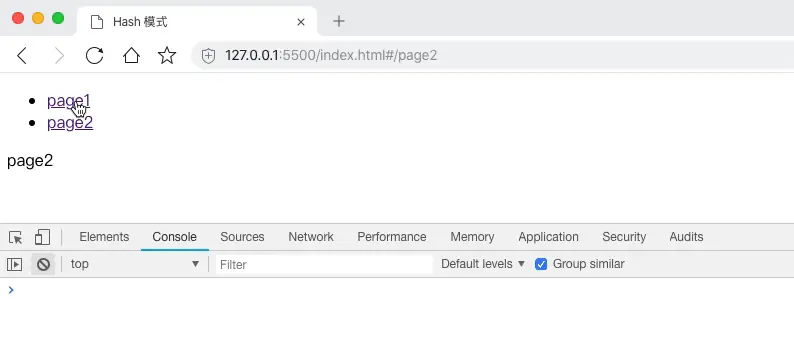 Hash 模式
127.0.0.1:5500/index.html#/page2
page1
page2
page2
Elements Console Sources Network Performance Memory Application Security Audits
top Filter Default levels Group similar